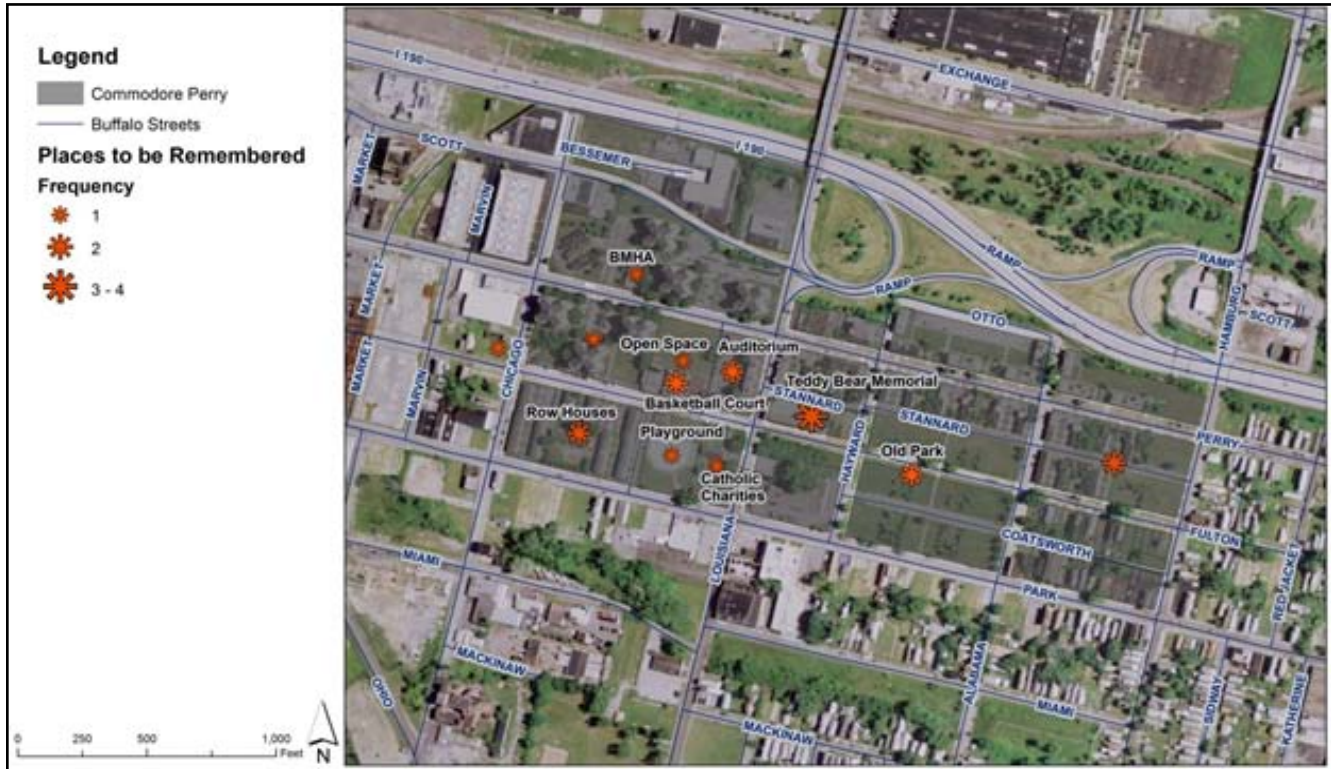 Legend
Commodore Perry
Buffalo Streets
Places to be Remembered
Frequency
1
2
3 - 4
0 250 500 1,000
Feet
N
I 190
EXCHANGE
MARKET
SCOTT
BESSEMER
I 190
MARVIN
RAMP
RAMP
RAMP
HAMBURG
SCOTT
BMHA
MARKET
OTTO
MARKET
MARVIN
CHICAGO
Open Space
Auditorium
Teddy Bear Memorial
STANNARD
Basketball Court
Row Houses
Playground
STANNARD
PERRY
HAYWARD
Old Park
Catholic
Charities
LOUISIANA
COATSWORTH
FULTON
RED JACKET
PARK
MIAMI
MACKINAW
OHIO
ALABAMA
MIAMI
SIDWAY
KATHERINE
MACKINAW